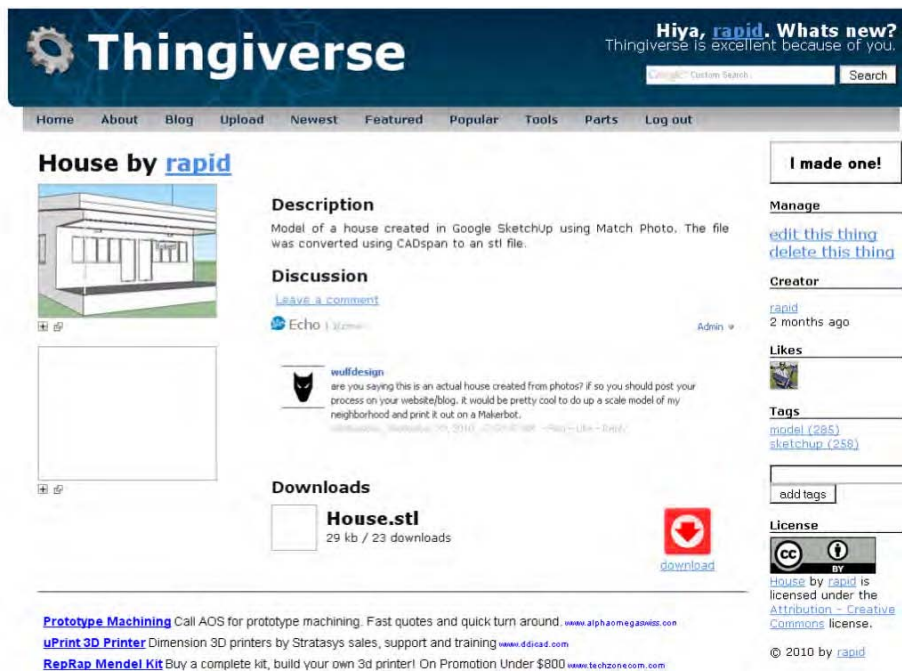 Thingiverse
Hiya, rapid. Whats new?
Thingiverse is excellent because of you.
Custom Search
Search
Home About Blog Upload Newest Featured Popular Tools Parts Log out
House by rapid
Description
Model of a house created in Google SketchUp using Match Photo. The file
was converted using CADspan to an stl file.
Discussion
Leave a comment
Echo
Admin
wulfdesign
are you saying this is an actual house created from photos? if so you should post your
process on your website/blog. it would be pretty cool to do up a scale model of my
neighborhood and print it out on a Makerbot.
Downloads
House.stl
29 kb / 23 downloads
download
I made one!
Manage
edit this thing
delete this thing
Creator
rapid
2 months ago
Likes
Tags
model (285)
sketchup (258)
add tags
License
cc
BY
House by rapid is
licensed under the
Attribution - Creative
Commons license.
© 2010 by rapid
Prototype Machining Call AOS for prototype machining. Fast quotes and quick turn around. www.alphaomegaswiss.con
uPrint 3D Printer Dimension 3D printers by Stratasys sales, support and training www.ddicad.com
RepRap Mendel Kit Buy a complete kit, build your own 3d printer! On Promotion Under $800 www.techzonecom.com